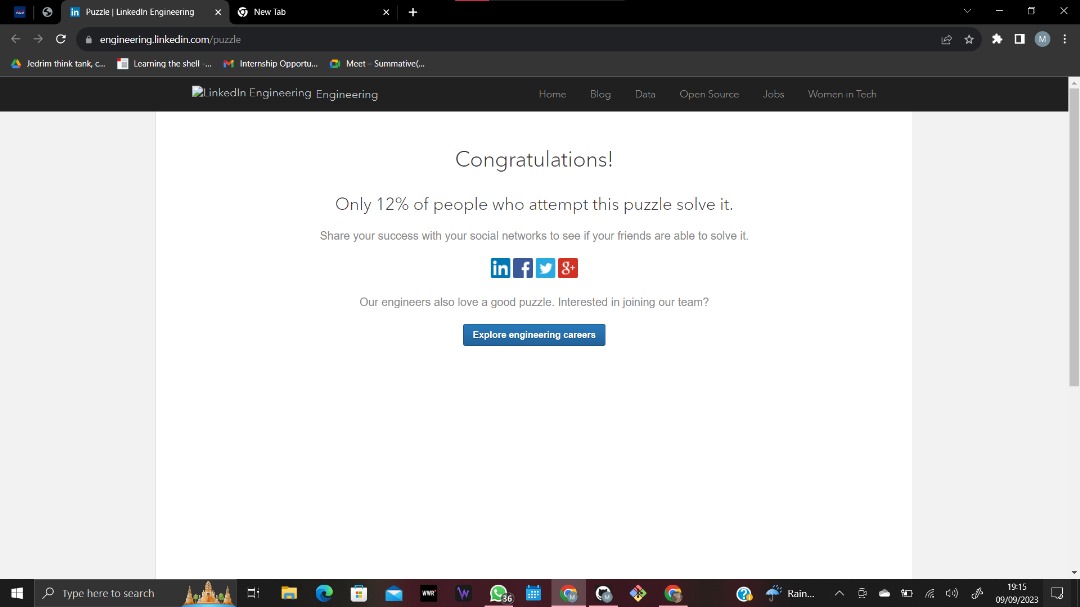 Puzzle | LinkedIn Engineering
New Tab
engineering.linkedin.com/puzzle
M
Jedrim think tank, c...
Learning the shell -...
Internship Opportu...
Meet – Summative(...
LinkedIn Engineering Engineering
Home Blog Data Open Source Jobs Women in Tech
Congratulations!
Only 12% of people who attempt this puzzle solve it.
Share your success with your social networks to see if your friends are able to solve it.
in f g+
Our engineers also love a good puzzle. Interested in joining our team?
Explore engineering careers
Type here to search
WWR
W
36
Rain...
19:15
09/09/2023